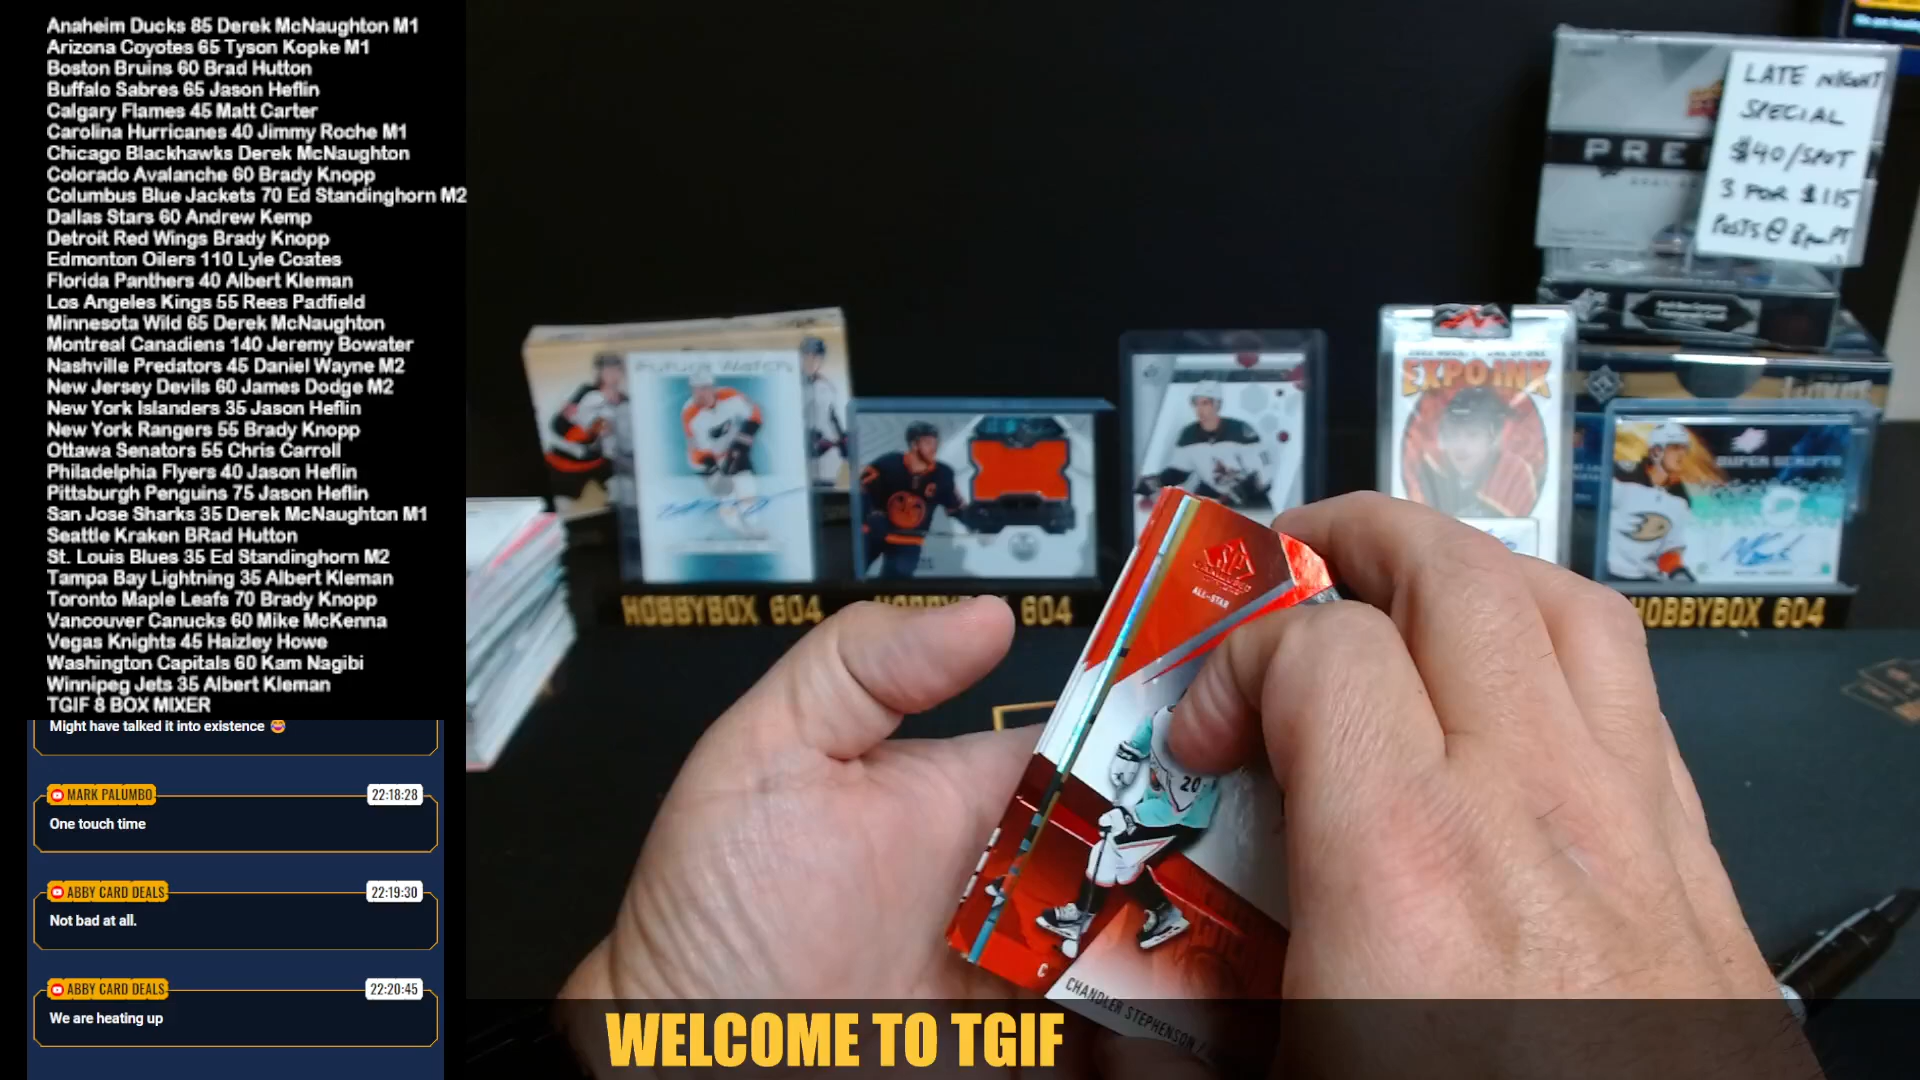 Anaheim Ducks 85 Derek McNaughton M1
Arizona Coyotes 65 Tyson Kopke M1
Boston Bruins 60 Brad Hutton
Buffalo Sabres 65 Jason Heflin
Calgary Flames 45 Matt Carter
Carolina Hurricanes 40 Jimmy Roche M1
Chicago Blackhawks Derek McNaughton
Colorado Avalanche 60 Brady Knopp
Columbus Blue Jackets 70 Ed Standinghorn M2
Dallas Stars 60 Andrew Kemp
Detroit Red Wings Brady Knopp
Edmonton Oilers 110 Lyle Coates
Florida Panthers 40 Albert Kleman
Los Angeles Kings 55 Rees Padfield
Minnesota Wild 65 Derek McNaughton
Montreal Canadiens 140 Jeremy Bowater
Nashville Predators 45 Daniel Wayne M2
New Jersey Devils 60 James Dodge M2
New York Islanders 35 Jason Heflin
New York Rangers 55 Brady Knopp
Ottawa Senators 55 Chris Carroll
Philadelphia Flyers 40 Jason Heflin
Pittsburgh Penguins 75 Jason Heflin
San Jose Sharks 35 Derek McNaughton M1
Seattle Kraken BRad Hutton
St. Louis Blues 35 Ed Standinghorn M2
Tampa Bay Lightning 35 Albert Kleman
Toronto Maple Leafs 70 Brady Knopp
Vancouver Canucks 60 Mike McKenna
Vegas Knights 45 Haizley Howe
Washington Capitals 60 Kam Nagibi
Winnipeg Jets 35 Albert Kleman
TGIF 8 BOX MIXER
Might have talked it into existence
MARK PALUMBO 22:18:28
One touch time
ABBY CARD DEALS 22:19:30
Not bad at all.
ABBY CARD DEALS 22:20:45
We are heating up
LATE NIGHT
SPECIAL
$40/SPOT
3 FOR $115
POSTS @ 8pm PT
PRE
FUTURE WATCH
EXPO INK
SUPER SCRIPTS
HOBBYBOX 604
604
HOBBYBOX 604
SP
ALL-STAR
20
C
CHANDLER STEPHENSON
WELCOME TO TGIF